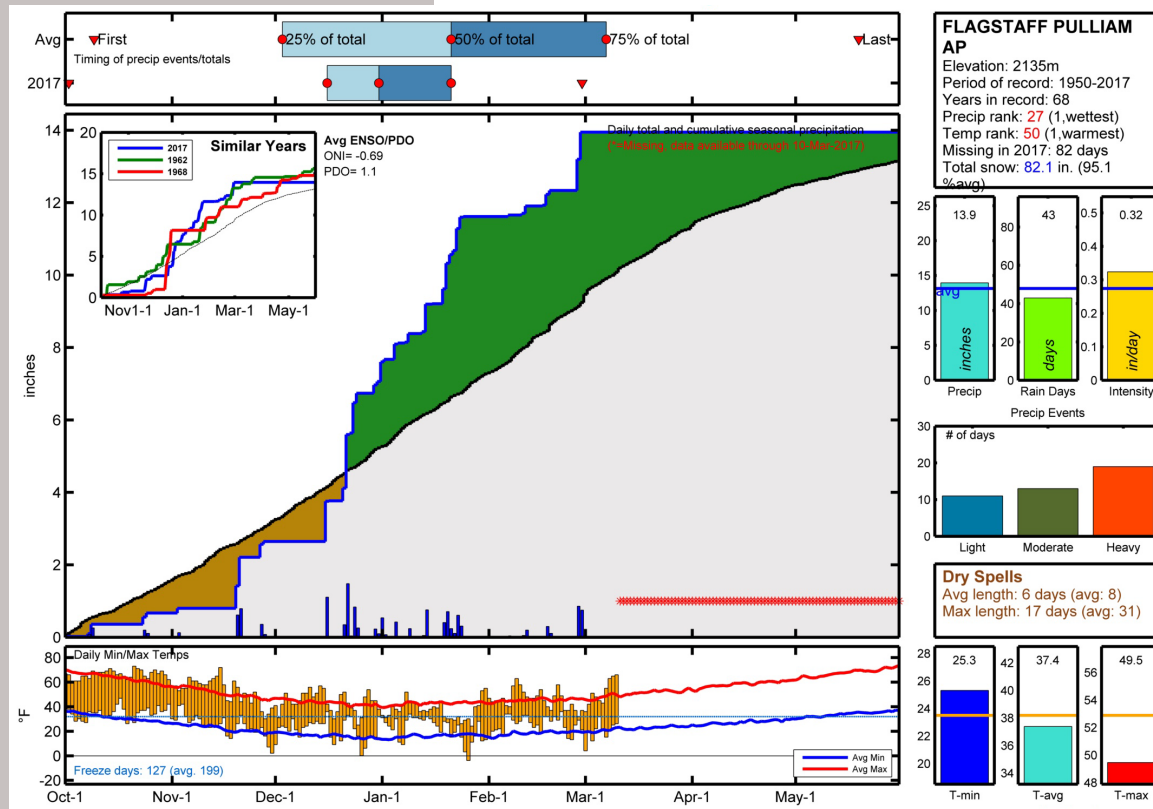 Avg
First
25% of total
50% of total
75% of total
Last
Timing of precip events/totals
2017
FLAGSTAFF PULLIAM
AP
Elevation: 2135m
Period of record: 1950-2017
Years in record: 68
Precip rank: 27 (1,wettest)
Temp rank: 50 (1,warmest)
Missing in 2017: 82 days
Total snow: 82.1 in. (95.1
%avg)
Daily total and cumulative seasonal precipitation
(*=Missing, data available through 10-Mar-2017)
inches
14
12
10
8
6
4
2
0
Similar Years
2017
1962
1968
20
15
10
5
0
Nov1-1 Jan-1 Mar-1 May-1
Avg ENSO/PDO
ONI= -0.69
PDO= 1.1
25
20
15
10
5
0
13.9
avg
inches
Precip
80
60
40
20
0
43
days
Rain Days
0.5
0.4
0.3
0.2
0.1
0
0.32
in/day
Intensity
Precip Events
# of days
30
20
10
0
Light Moderate Heavy
Dry Spells
Avg length: 6 days (avg: 8)
Max length: 17 days (avg: 31)
Daily Min/Max Temps
°F
80
60
40
20
0
-20
Freeze days: 127 (avg. 199)
Avg Min
Avg Max
Oct-1 Nov-1 Dec-1 Jan-1 Feb-1 Mar-1 Apr-1 May-1
28
26
24
22
20
25.3
T-min
42
40
38
36
34
37.4
T-avg
56
54
52
50
48
49.5
T-max